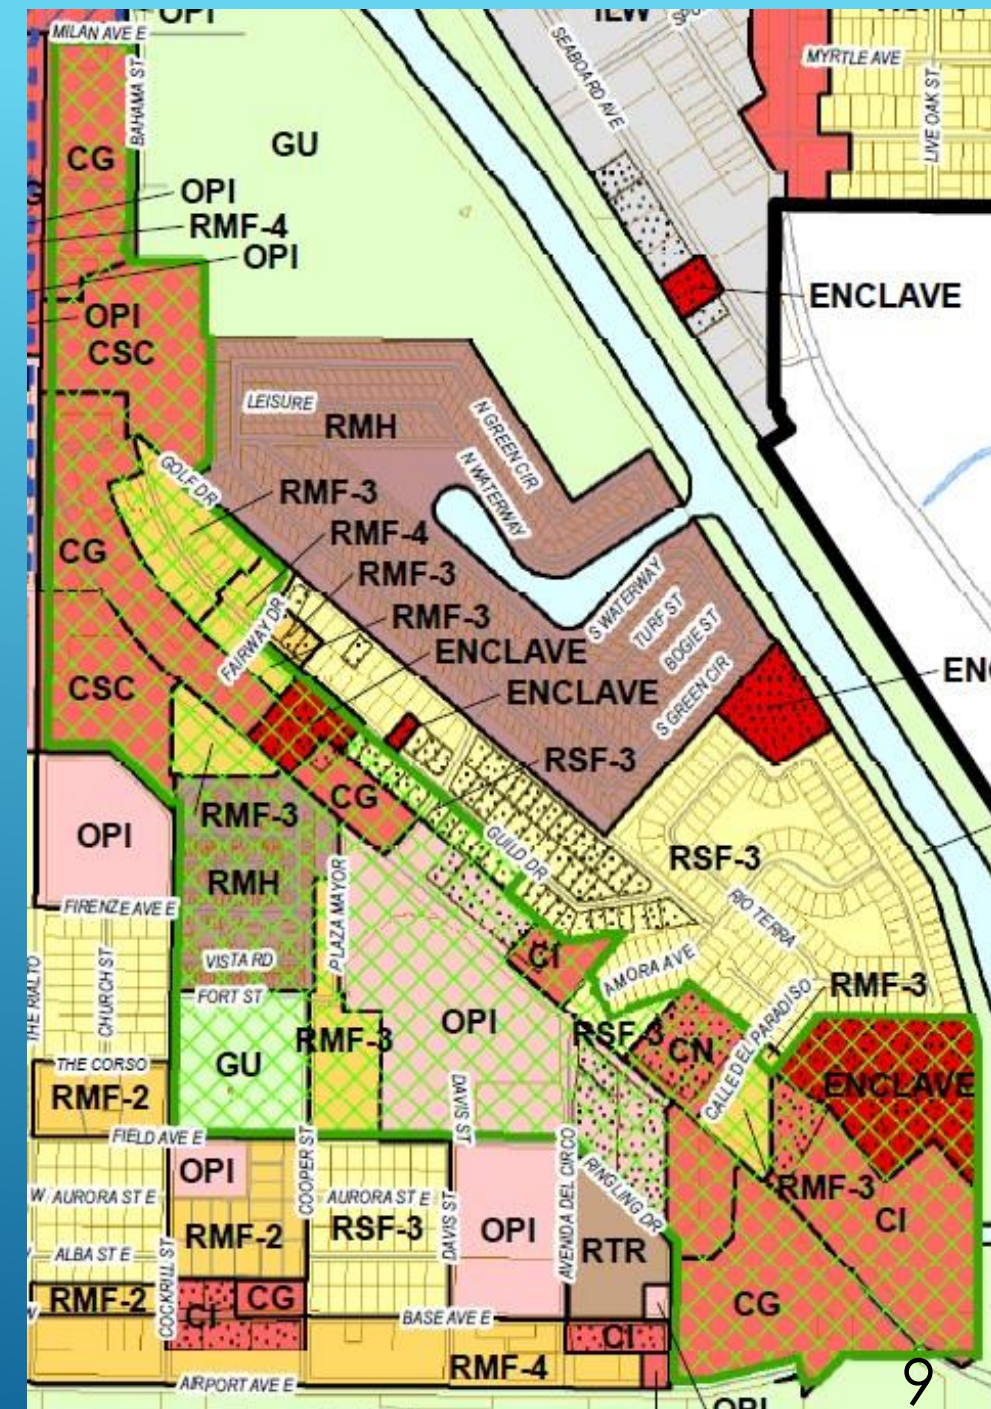 OPI
MILAN AVE E
BAHAMA ST
CG
GU
OPI
RMF-4
OPI
OPI
CSC
ILW
SEABOARD AVE
MYRTLE AVE
LIVE OAK ST
ENCLAVE
LEISURE
RMH
N GREEN CIR
N WATERWAY
GOLF DR
RMF-3
RMF-4
RMF-3
RMF-3
ENCLAVE
ENCLAVE
CG
FAIRWAY DR
S WATERWAY
TURF ST
BOGIE ST
S GREEN CIR
EN
CSC
RSF-3
CG
RMF-3
OPI
RMH
GUILD DR
RSF-3
RIO TERRA
FIRENZE AVE E
PLAZA MAYOR
VISTA RD
FORT ST
THE RIALTO
CHURCH ST
CI
AMORA AVE
RMF-3
OPI
RMF-3
GU
RSF-3
CN
CALLE DEL PARADISO
ENCLAVE
THE CORSO
RMF-2
DAVIS ST
FIELD AVE E
OPI
COOPER ST
AVENIDA DEL CIRCO
RINGLING DR
RMF-3
CI
W AURORA ST E
AURORA ST E
RMF-2
RSF-3
DAVIS ST
OPI
RTR
ALBA ST E
COCKRILL ST
RMF-2
CI
CG
BASE AVE E
CI
CG
RMF-4
AIRPORT AVE E
OPI
9